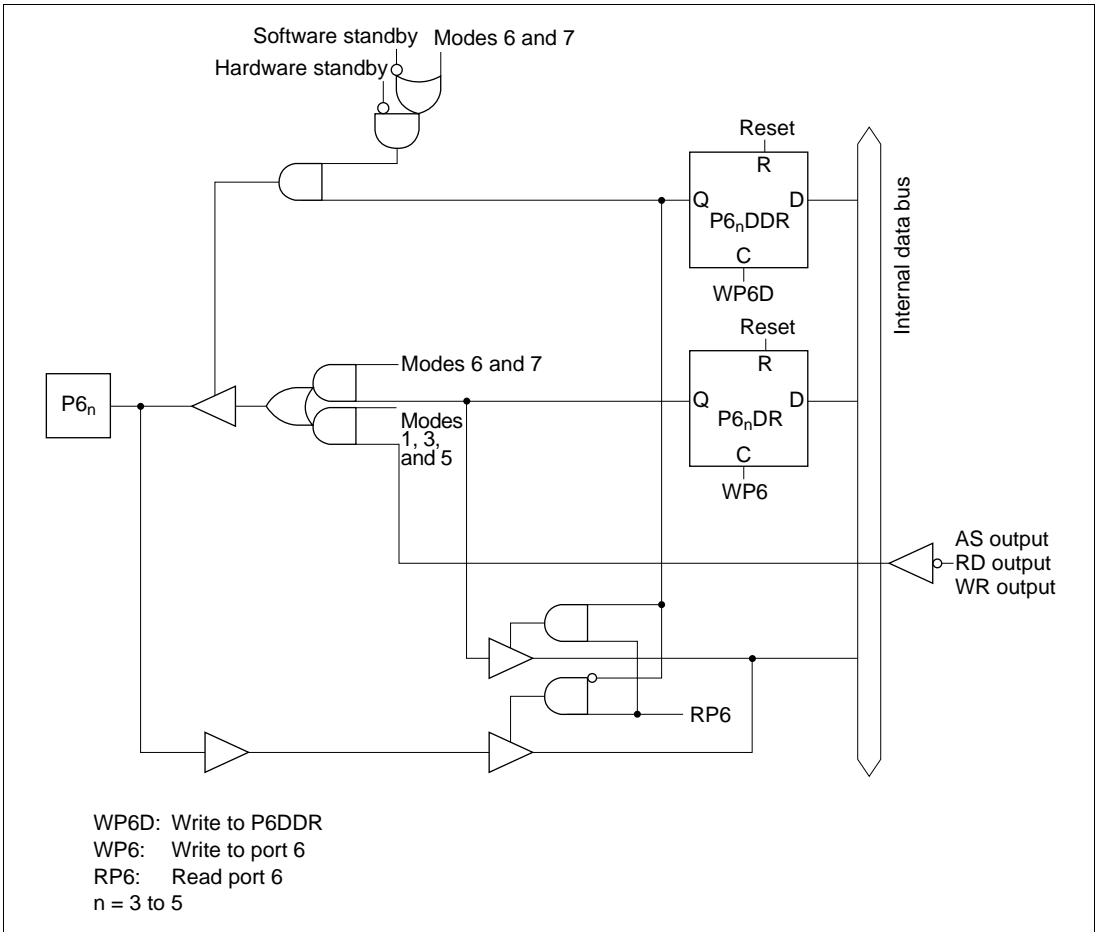 Software standby
Modes 6 and 7
Hardware standby
Reset
R
Q
D
P6nDDR
C
WP6D
Internal data bus
Reset
R
Modes 6 and 7
P6n
Q
D
P6nDR
Modes
1, 3,
and 5
C
WP6
AS output
RD output
WR output
RP6
WP6D: Write to P6DDR
WP6: Write to port 6
RP6: Read port 6
n = 3 to 5